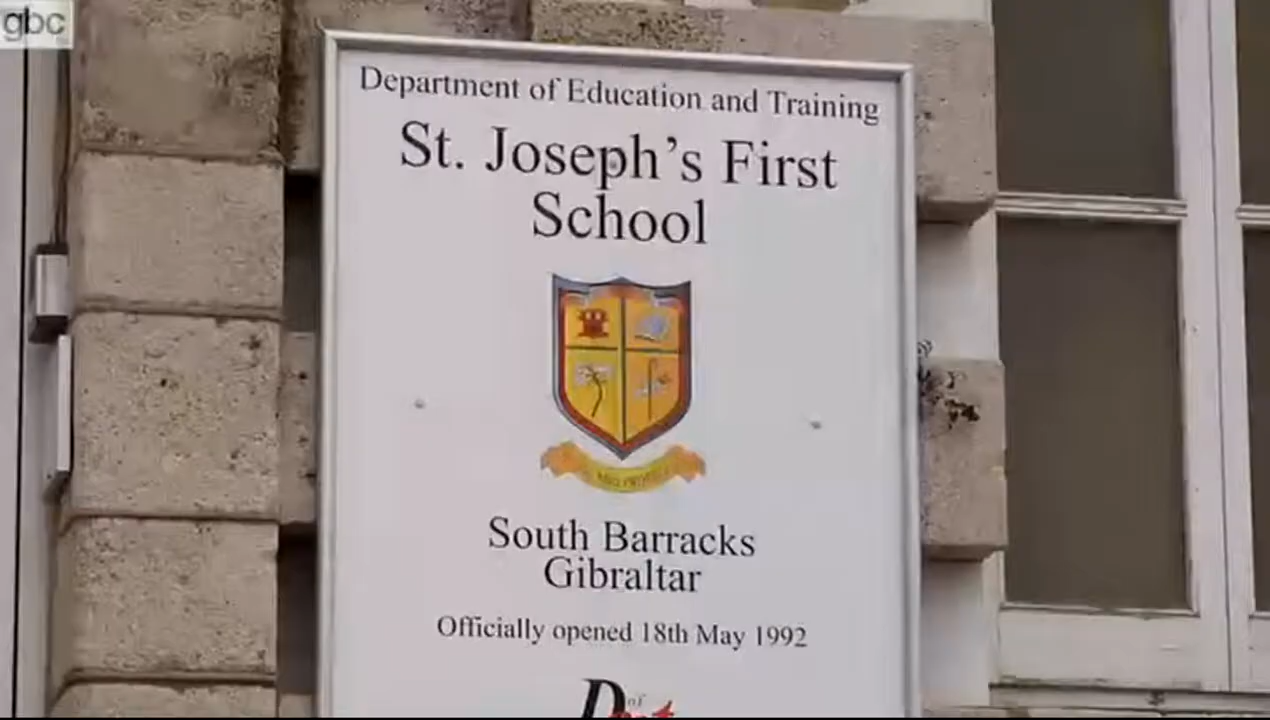 gbc
Department of Education and Training
St. Joseph's First
School
South Barracks
Gibraltar
Officially opened 18th May 1992